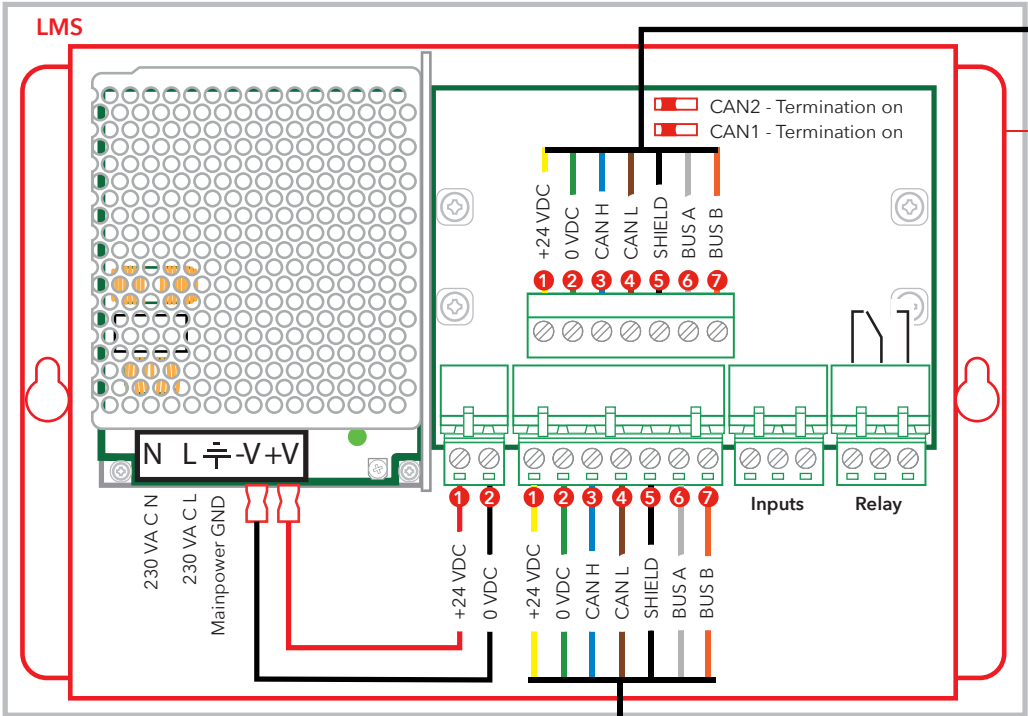 LMS
CAN2 - Termination on
CAN1 - Termination on
+24 VDC
0 VDC
CAN H
CAN L
SHIELD
BUS A
BUS B
1 2 3 4 5 6 7
N L -V +V
1 2
1 2 3 4 5 6 7
Inputs
Relay
230 VAC N
230 VAC L
Mainpower GND
+24 VDC
0 VDC
+24 VDC
0 VDC
CAN H
CAN L
SHIELD
BUS A
BUS B